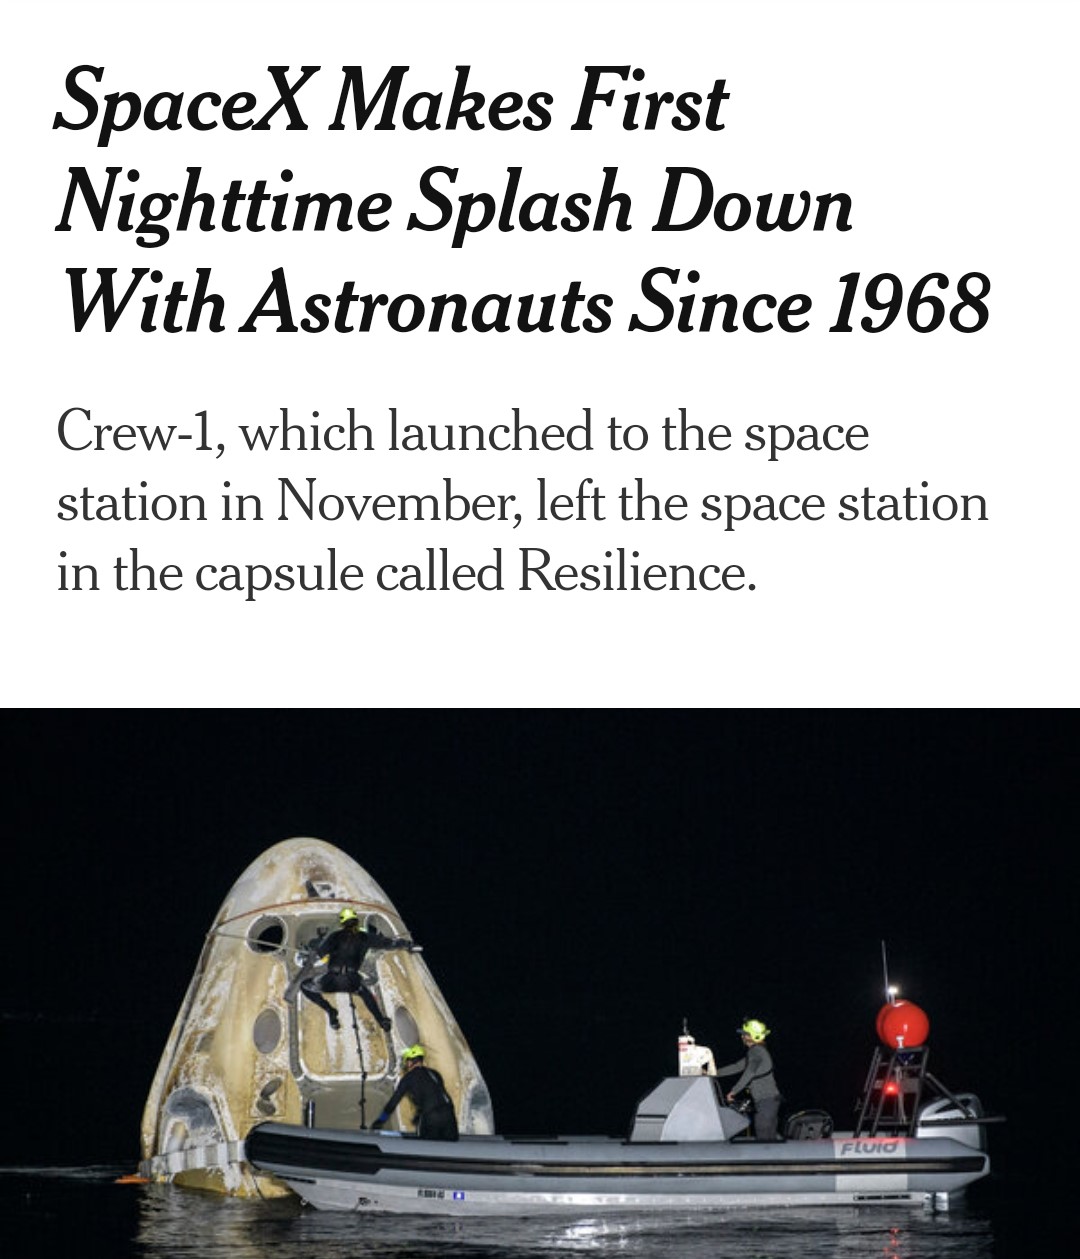 SpaceX Makes First
Nighttime Splash Down
With Astronauts Since 1968
Crew-1, which launched to the space
station in November, left the space station
in the capsule called Resilience.
FLUID